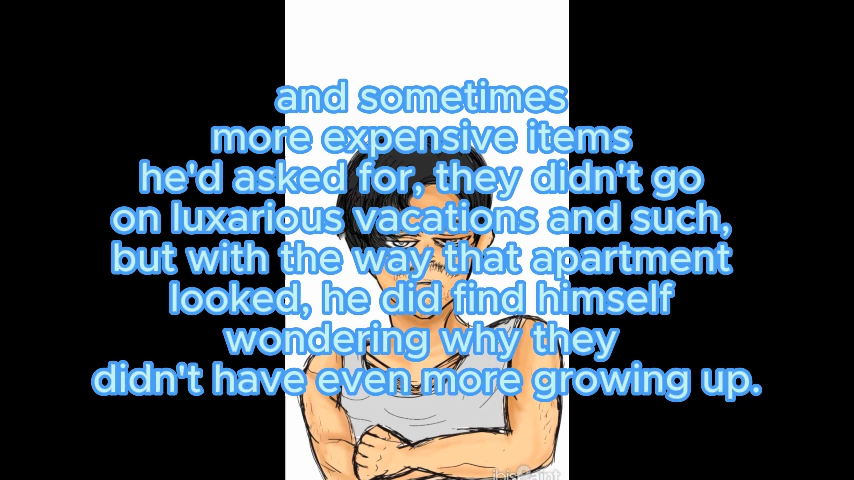 and sometimes
more expensive items
he'd asked for, they didn't go
on luxarious vacations and such,
but with the way that apartment
looked, he did find himself
wondering why they
didn't have even more growing up.